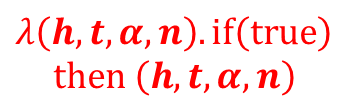 λ(h, t, α, n). if(true)
then (h, t, α, n)